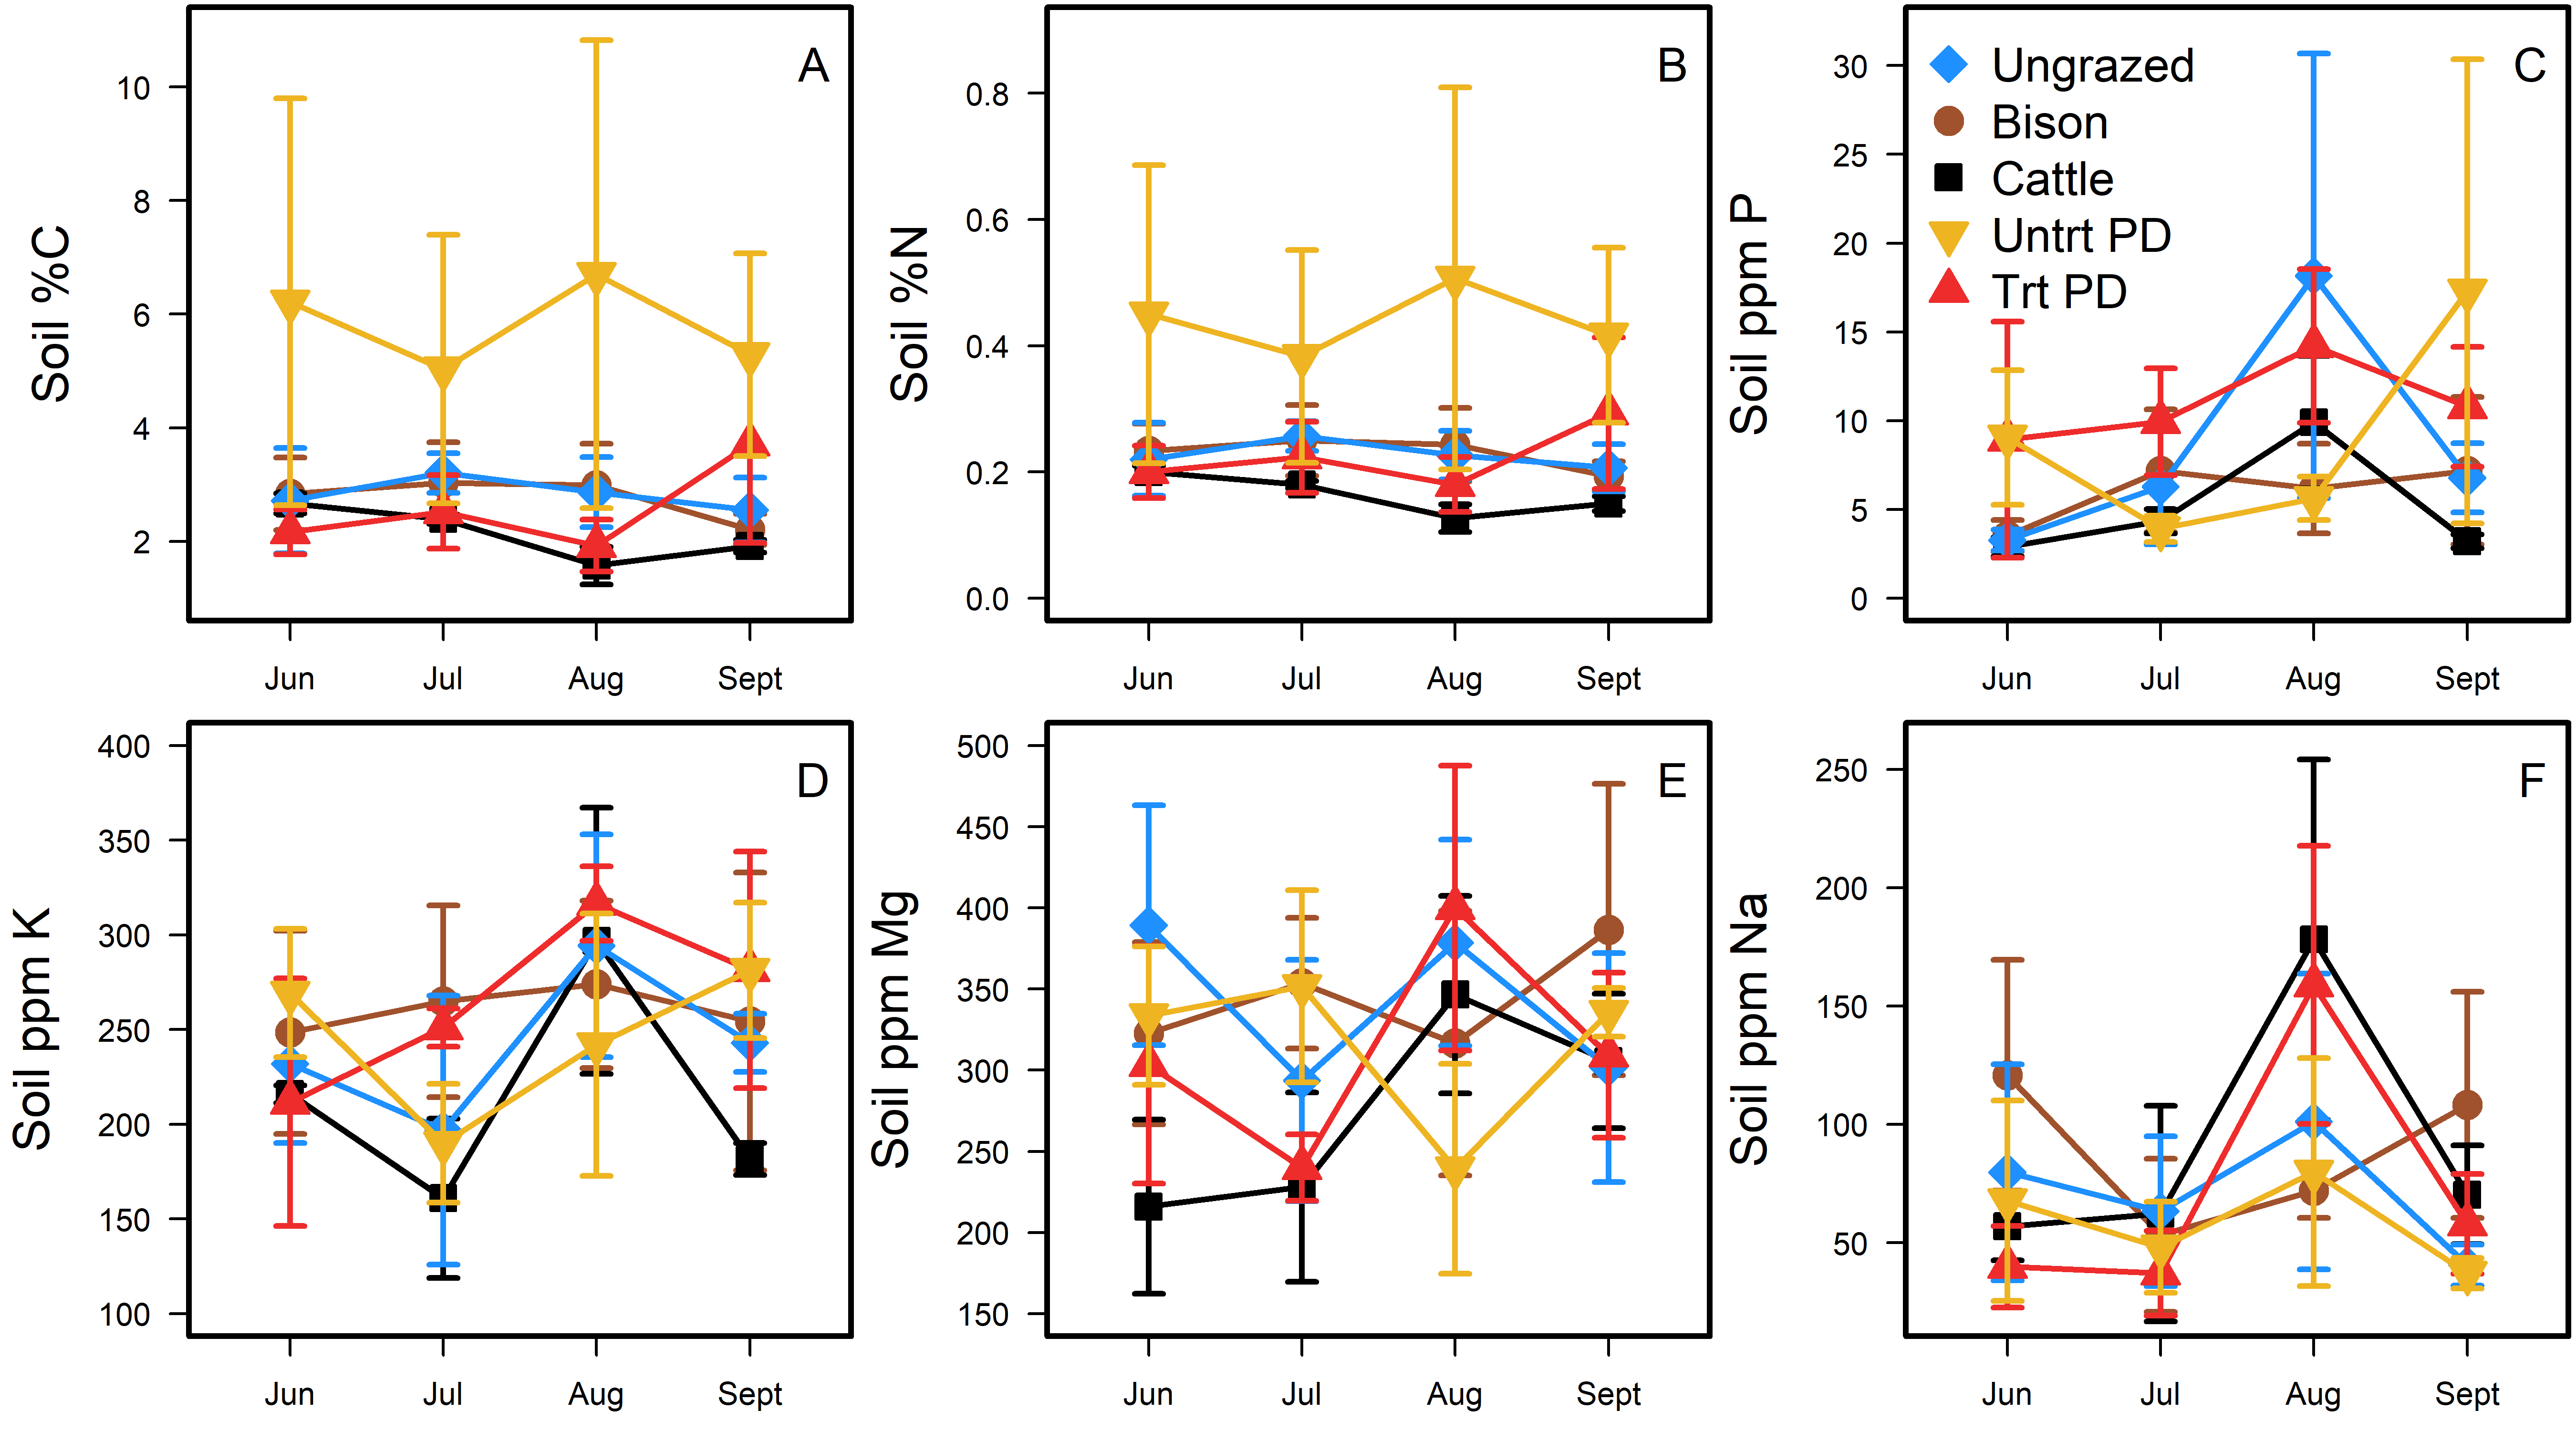 A
Soil %C
10
8
6
4
2
Jun Jul Aug Sept
B
Soil %N
0.8
0.6
0.4
0.2
0.0
Jun Jul Aug Sept
C
Soil ppm P
30
25
20
15
10
5
0
Ungrazed
Bison
Cattle
Untrt PD
Trt PD
Jun Jul Aug Sept
D
Soil ppm K
400
350
300
250
200
150
100
Jun Jul Aug Sept
E
Soil ppm Mg
500
450
400
350
300
250
200
150
Jun Jul Aug Sept
F
Soil ppm Na
250
200
150
100
50
Jun Jul Aug Sept